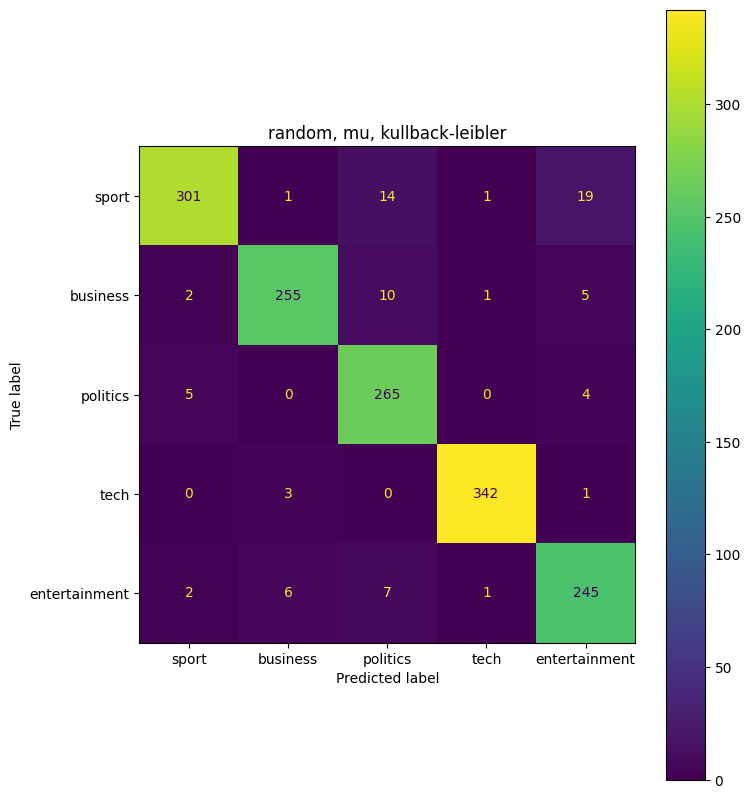 random, mu, kullback-leibler
True label
sport 301 1 14 1 19
business 2 255 10 1 5
politics 5 0 265 0 4
tech 0 3 0 342 1
entertainment 2 6 7 1 245
sport business politics tech entertainment
Predicted label
300
250
200
150
100
50
0